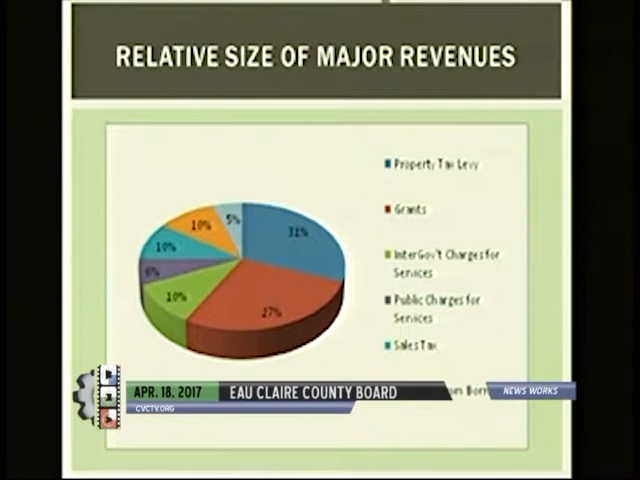 RELATIVE SIZE OF MAJOR REVENUES
Property Tax Levy
Grants
InterGov't Charges for
Services
Public Charges for
Services
Sales Tax
5%
10%
31%
10%
6%
10%
27%
APR. 18. 2017
EAU CLAIRE COUNTY BOARD
NEWS WORKS
CVCTV.ORG